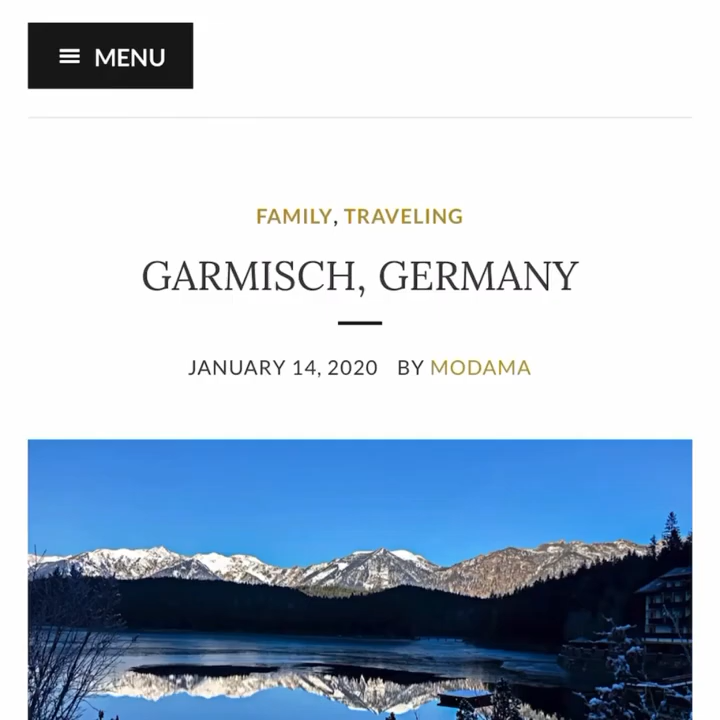 MENU
FAMILY, TRAVELING
GARMISCH, GERMANY
JANUARY 14, 2020 BY MODAMA